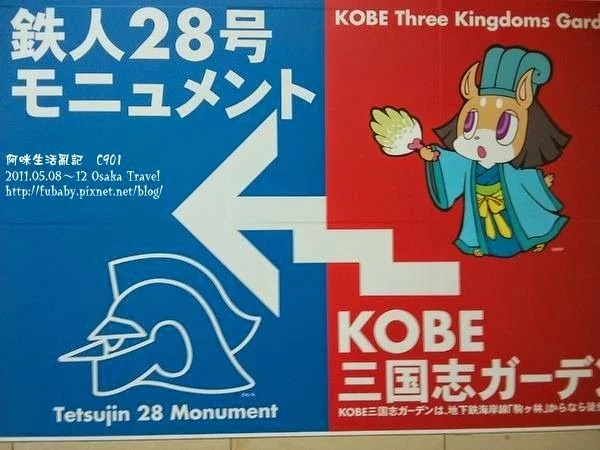 鉄人28号
モニュメント
阿咪生活亂記 C901
2011.05.08～12 Osaka Travel
http://fubaby.pixnet.net/blog/
Tetsujin 28 Monument
KOBE Three Kingdoms Gard
KOBE
三国志ガーデン
KOBE三国志ガーデンは、地下鉄海岸線「駒ヶ林」からなら徒歩